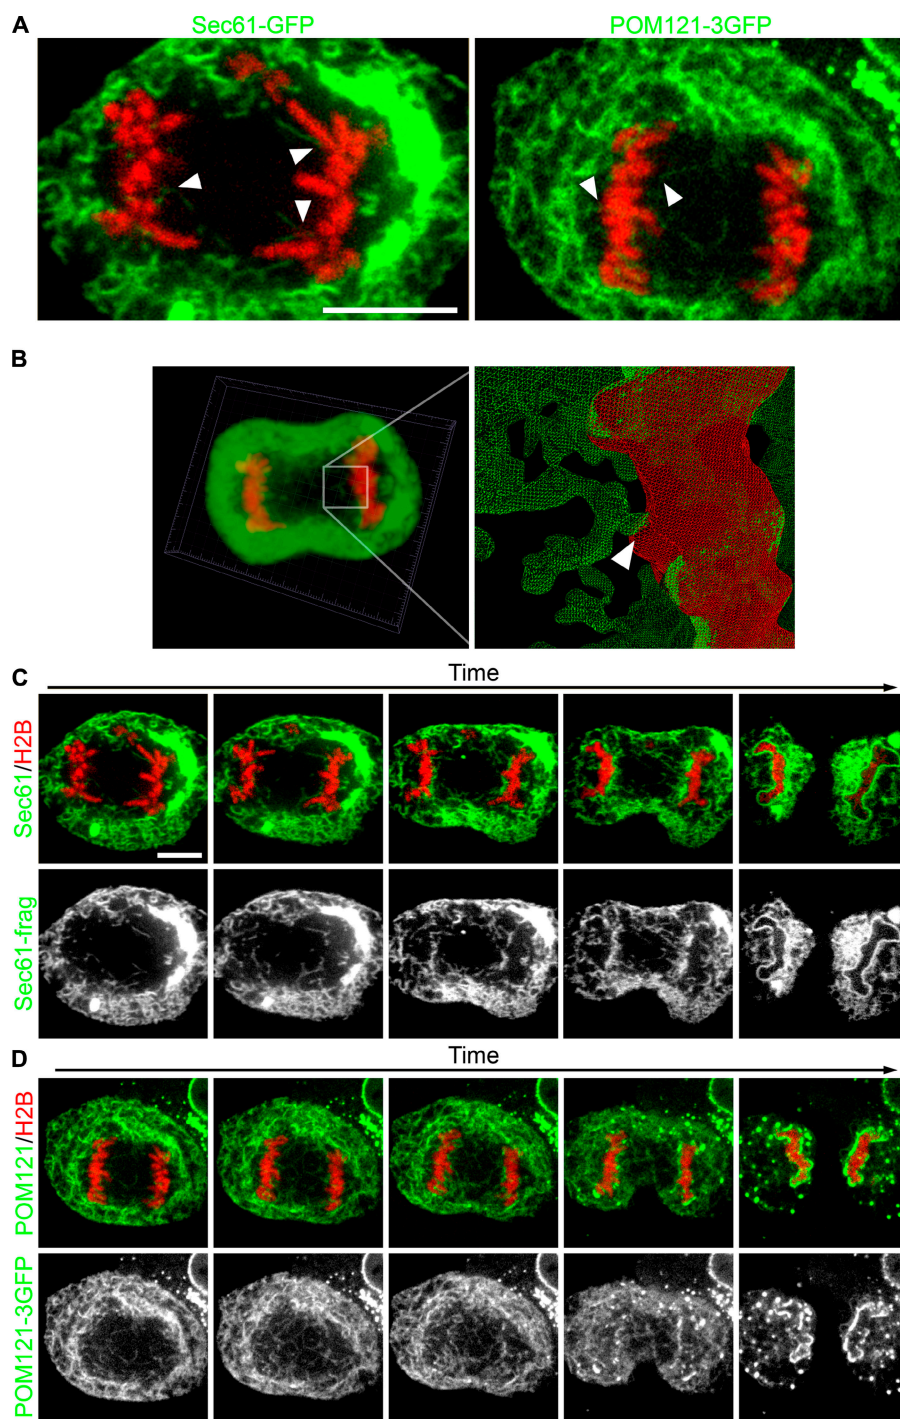 A
Sec61-GFP
POM121-3GFP
B
C
Time
Sec61/H2B
Sec61-frag
D
Time
POM121/H2B
POM121-3GFP